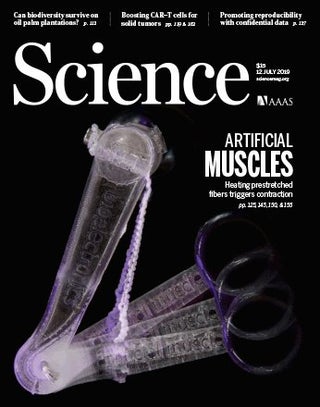 Can biodiversity survive on
oil palm plantations? p. 113
Boosting CAR–T cells for
solid tumors pp. 119 & 162
Promoting reproducibility
with confidential data p. 127
Science
$15
12 JULY 2019
sciencemag.org
AAAS
ARTIFICIAL
MUSCLES
Heating prestretched
fibers triggers contraction
pp. 125, 145, 150, & 155